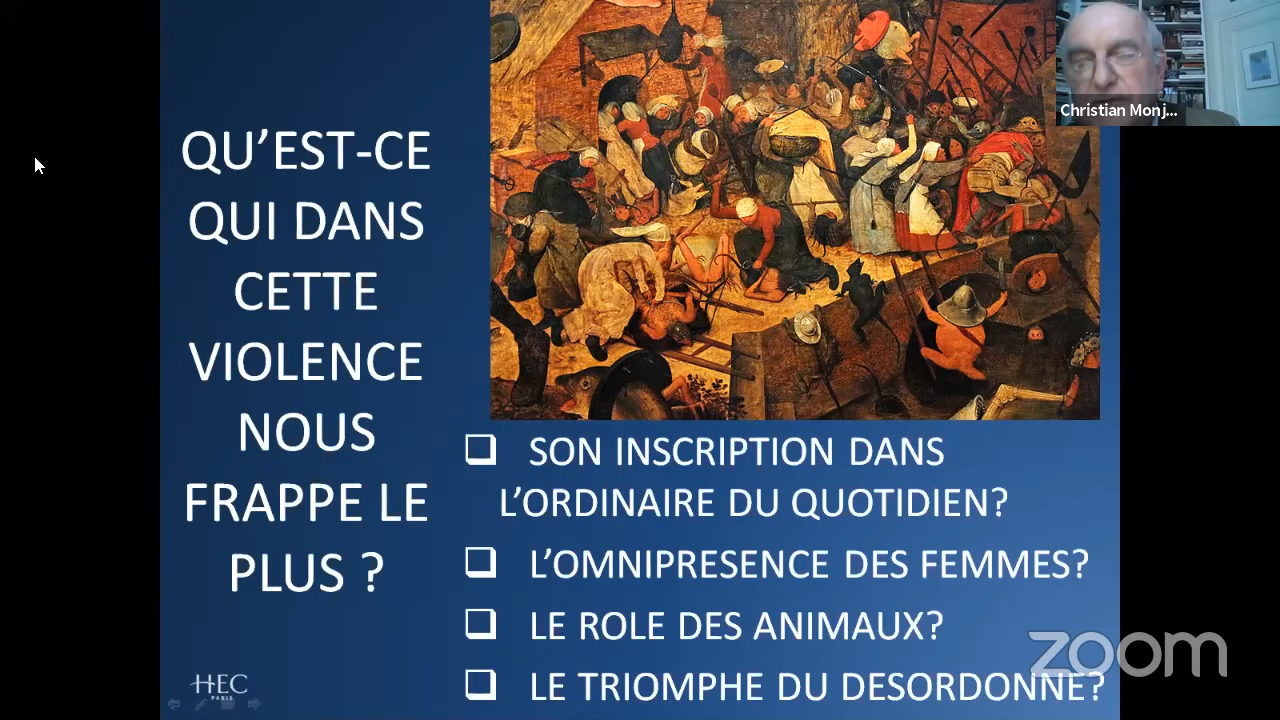 Christian Monj...
QU’EST-CE
QUI DANS
CETTE
VIOLENCE
NOUS
FRAPPE LE
PLUS ?
SON INSCRIPTION DANS
L’ORDINAIRE DU QUOTIDIEN?
L’OMNIPRESENCE DES FEMMES?
LE ROLE DES ANIMAUX?
LE TRIOMPHE DU DESORDONNE?
HEC
PARIS
zoom